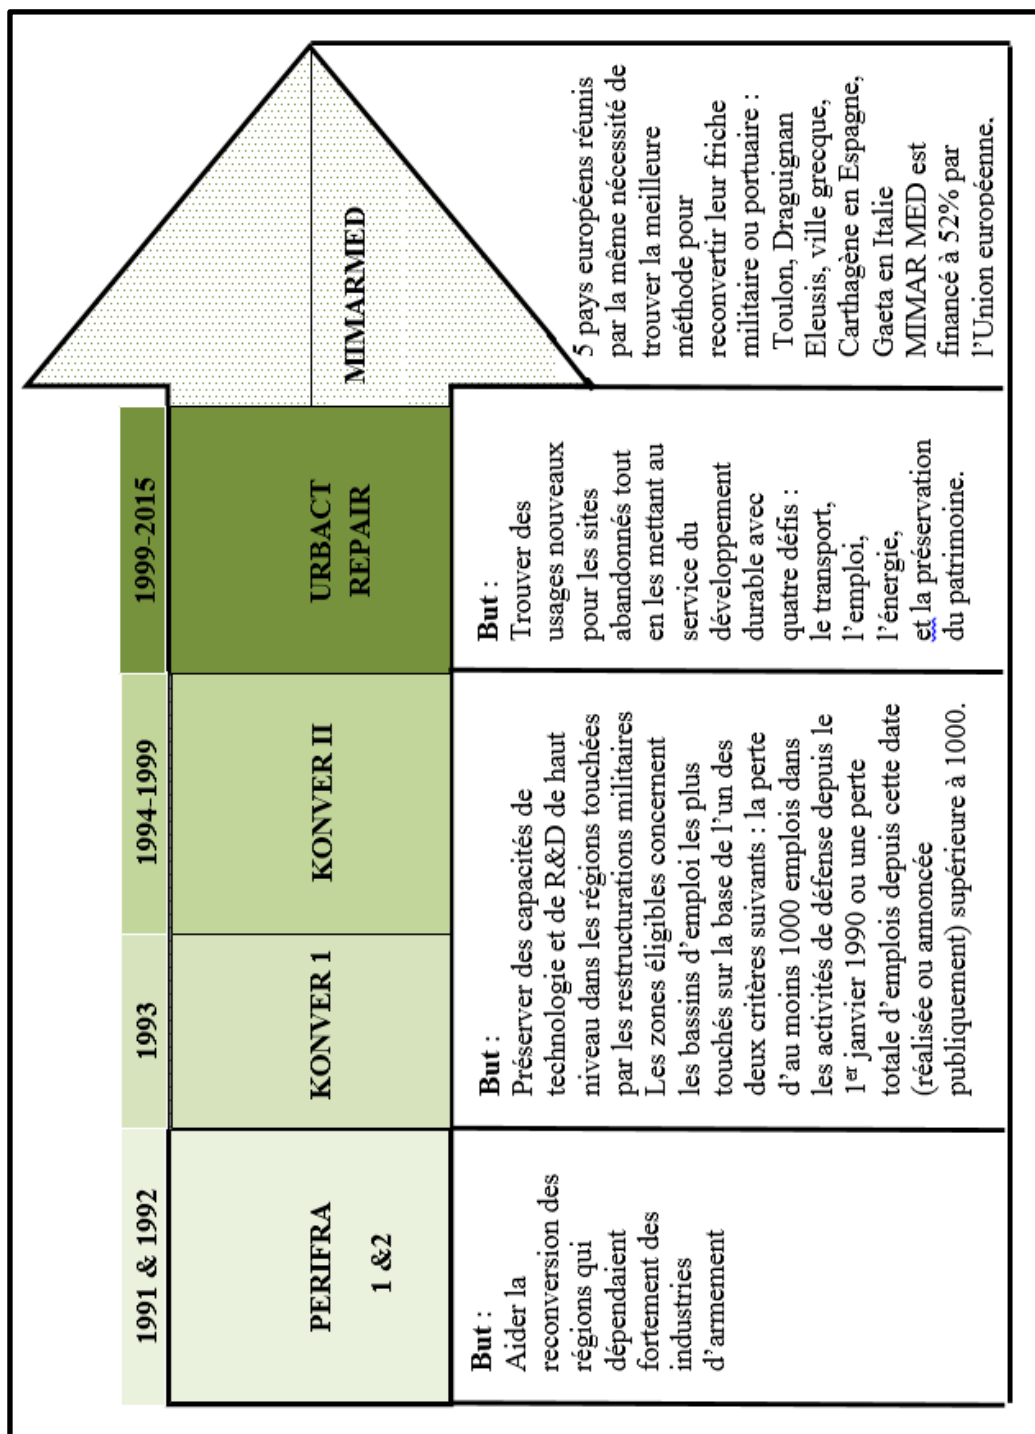 1991 & 1992
1993
1994-1999
1999-2015
PERIFRA
1 &2
KONVER 1
KONVER II
URBACT
REPAIR
MIMARMED
But :
Aider la
reconversion des
régions qui
dépendaient
fortement des
industries
d’armement
But :
Préserver des capacités de
technologie et de R&D de haut
niveau dans les régions touchées
par les restructurations militaires
Les zones éligibles concernent
les bassins d’emploi les plus
touchés sur la base de l’un des
deux critères suivants : la perte
d’au moins 1000 emplois dans
les activités de défense depuis le
1er janvier 1990 ou une perte
totale d’emplois depuis cette date
(réalisée ou annoncée
publiquement) supérieure à 1000.
But :
Trouver des
usages nouveaux
pour les sites
abandonnés tout
en les mettant au
service du
développement
durable avec
quatre défis :
le transport,
l’emploi,
l’énergie,
et la préservation
du patrimoine.
5 pays européens réunis
par la même nécessité de
trouver la meilleure
méthode pour
reconvertir leur friche
militaire ou portuaire :
Toulon, Draguignan
Eleusis, ville grecque,
Carthagène en Espagne,
Gaeta en Italie
MIMAR MED est
financé à 52% par
l’Union européenne.